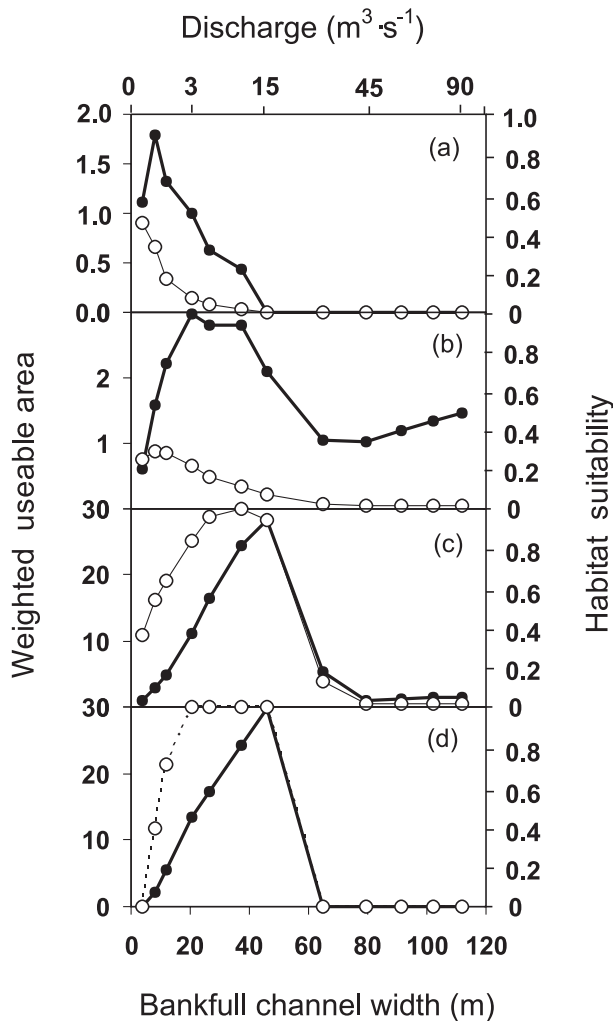 Discharge (m³·s⁻¹)
0 3 15 45 90
2.0 1.0
(a)
1.5 0.8
1.0 0.6
0.4
0.5 0.2
0.0 0
(b)
2 0.8
0.6
1 0.4
0.2
30 0
(c)
0.8
20 0.6
10 0.4
0.2
30 0
(d)
0.8
20 0.6
10 0.4
0.2
0 0
0 20 40 60 80 100 120
Bankfull channel width (m)
Weighted useable area
Habitat suitability